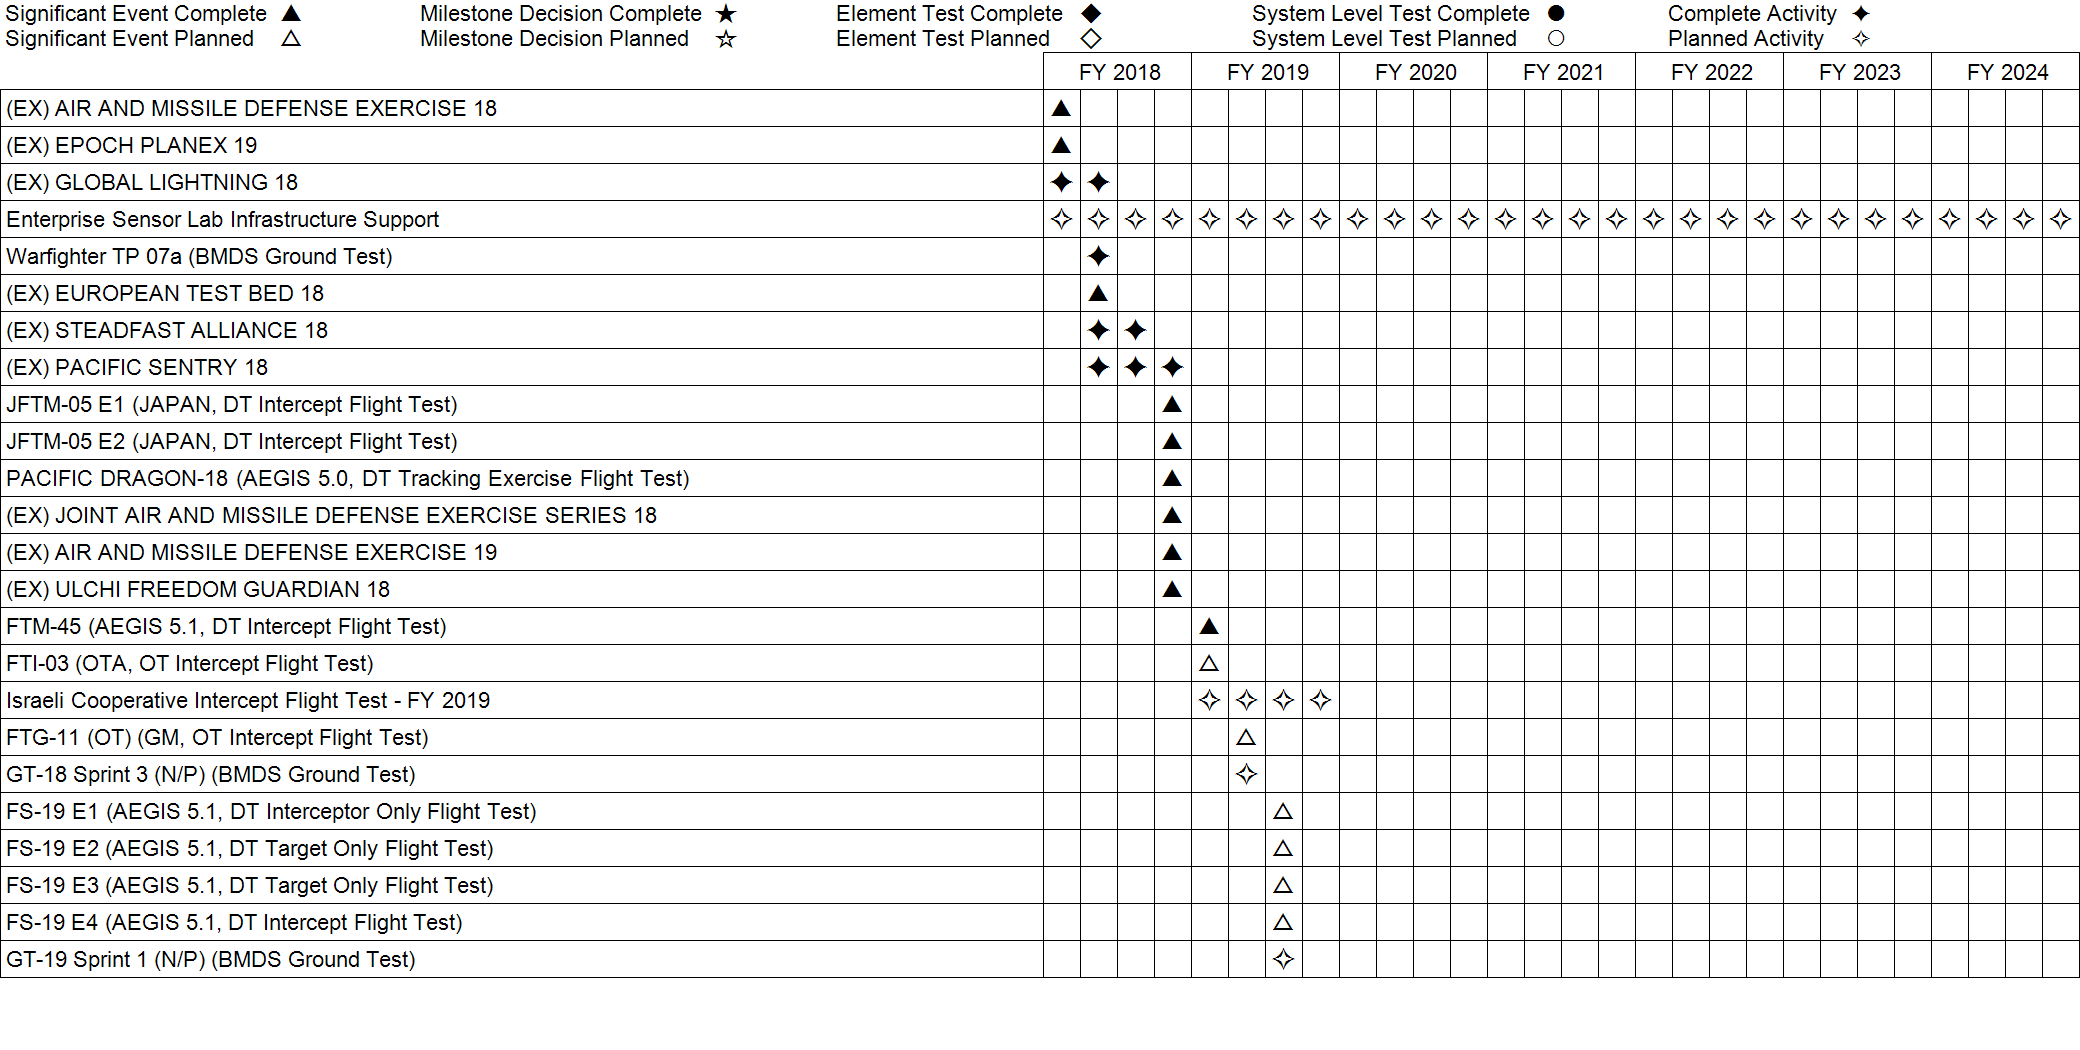 Significant Event Complete ▲ Milestone Decision Complete ★ Element Test Complete ◆ System Level Test Complete ● Complete Activity ✦
Significant Event Planned △ Milestone Decision Planned ☆ Element Test Planned ◇ System Level Test Planned ○ Planned Activity ✧
FY 2018 FY 2019 FY 2020 FY 2021 FY 2022 FY 2023 FY 2024
(EX) AIR AND MISSILE DEFENSE EXERCISE 18
(EX) EPOCH PLANEX 19
(EX) GLOBAL LIGHTNING 18
Enterprise Sensor Lab Infrastructure Support
Warfighter TP 07a (BMDS Ground Test)
(EX) EUROPEAN TEST BED 18
(EX) STEADFAST ALLIANCE 18
(EX) PACIFIC SENTRY 18
JFTM-05 E1 (JAPAN, DT Intercept Flight Test)
JFTM-05 E2 (JAPAN, DT Intercept Flight Test)
PACIFIC DRAGON-18 (AEGIS 5.0, DT Tracking Exercise Flight Test)
(EX) JOINT AIR AND MISSILE DEFENSE EXERCISE SERIES 18
(EX) AIR AND MISSILE DEFENSE EXERCISE 19
(EX) ULCHI FREEDOM GUARDIAN 18
FTM-45 (AEGIS 5.1, DT Intercept Flight Test)
FTI-03 (OTA, OT Intercept Flight Test)
Israeli Cooperative Intercept Flight Test - FY 2019
FTG-11 (OT) (GM, OT Intercept Flight Test)
GT-18 Sprint 3 (N/P) (BMDS Ground Test)
FS-19 E1 (AEGIS 5.1, DT Interceptor Only Flight Test)
FS-19 E2 (AEGIS 5.1, DT Target Only Flight Test)
FS-19 E3 (AEGIS 5.1, DT Target Only Flight Test)
FS-19 E4 (AEGIS 5.1, DT Intercept Flight Test)
GT-19 Sprint 1 (N/P) (BMDS Ground Test)